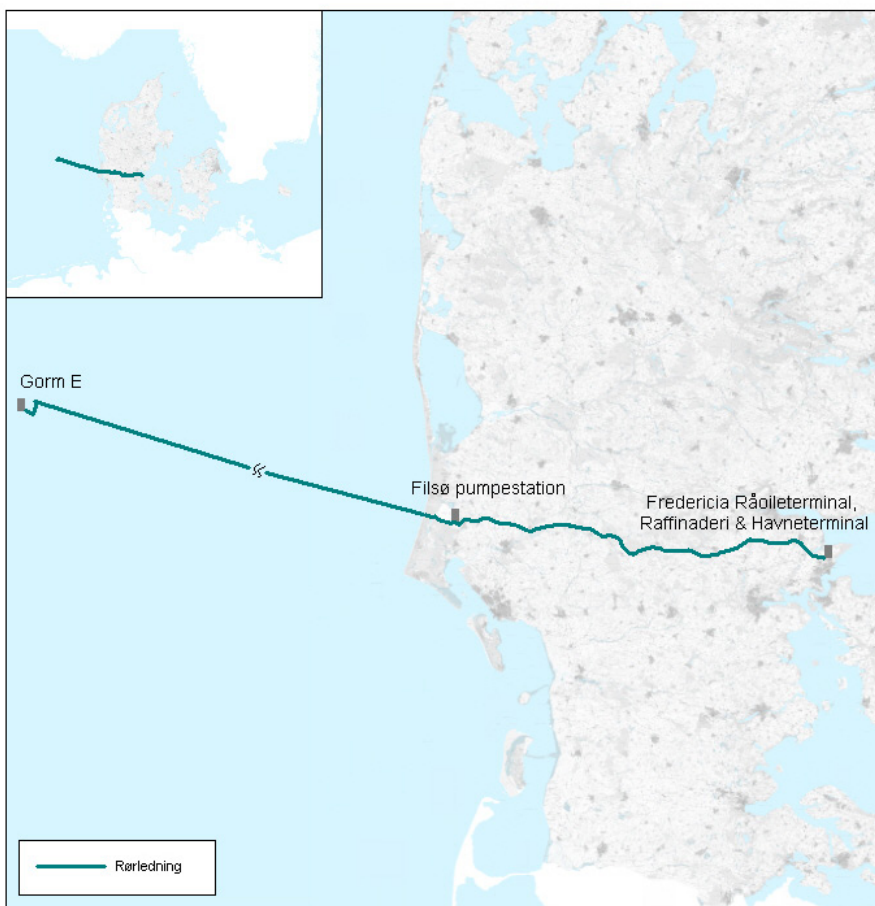 Gorm E
Filsø pumpestation
Fredericia Råoileterminal,
Raffinaderi & Havneterminal
Rørledning